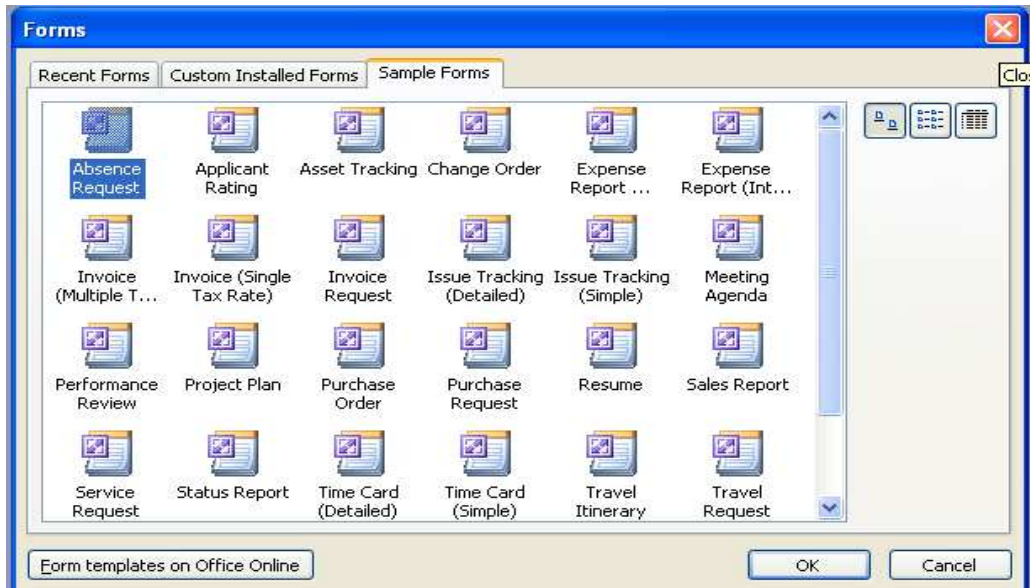 Forms
Recent Forms Custom Installed Forms Sample Forms
Clos
Absence Request
Applicant Rating
Asset Tracking
Change Order
Expense Report ...
Expense Report (Int...
Invoice (Multiple T...
Invoice (Single Tax Rate)
Invoice Request
Issue Tracking (Detailed)
Issue Tracking (Simple)
Meeting Agenda
Performance Review
Project Plan
Purchase Order
Purchase Request
Resume
Sales Report
Service Request
Status Report
Time Card (Detailed)
Time Card (Simple)
Travel Itinerary
Travel Request
Form templates on Office Online
OK
Cancel